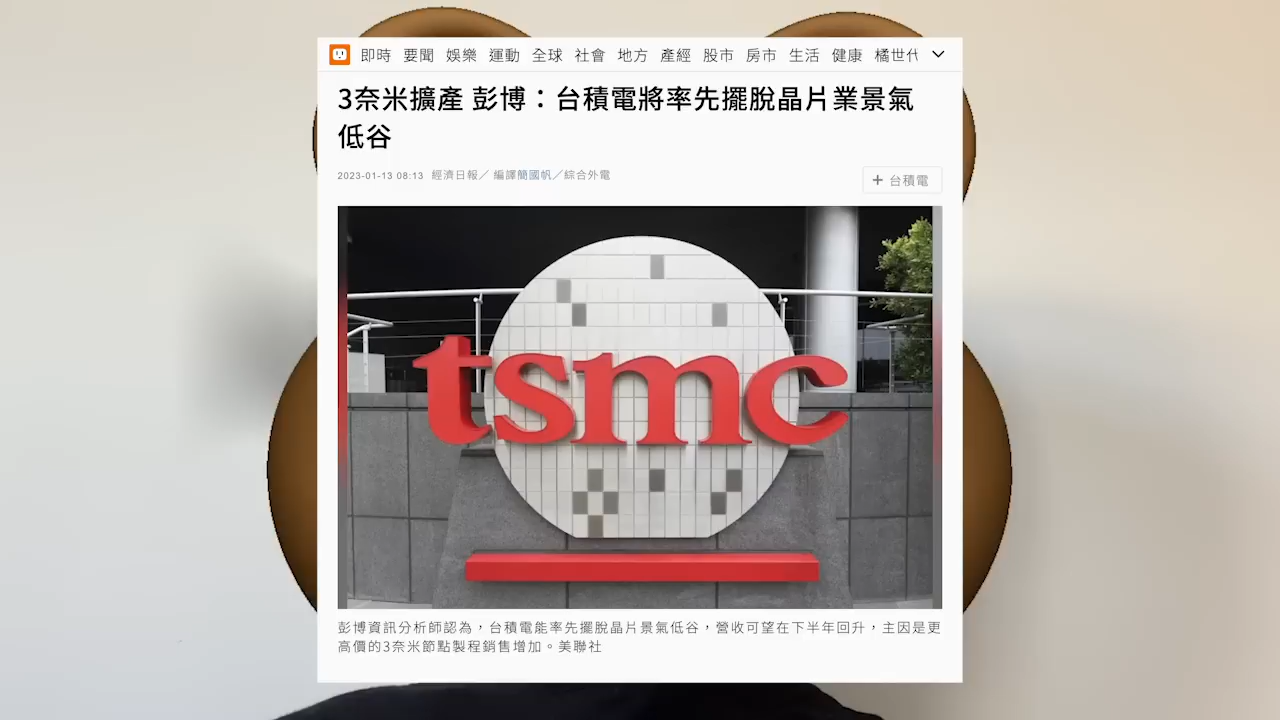 即時 要聞 娛樂 運動 全球 社會 地方 產經 股市 房市 生活 健康 橘世代
3奈米擴產 彭博：台積電將率先擺脫晶片業景氣
低谷
2023-01-13 08:13 經濟日報／ 編譯簡國帆／綜合外電
+ 台積電
tsmc
彭博資訊分析師認為，台積電能率先擺脫晶片景氣低谷，營收可望在下半年回升，主因是更
高價的3奈米節點製程銷售增加。美聯社